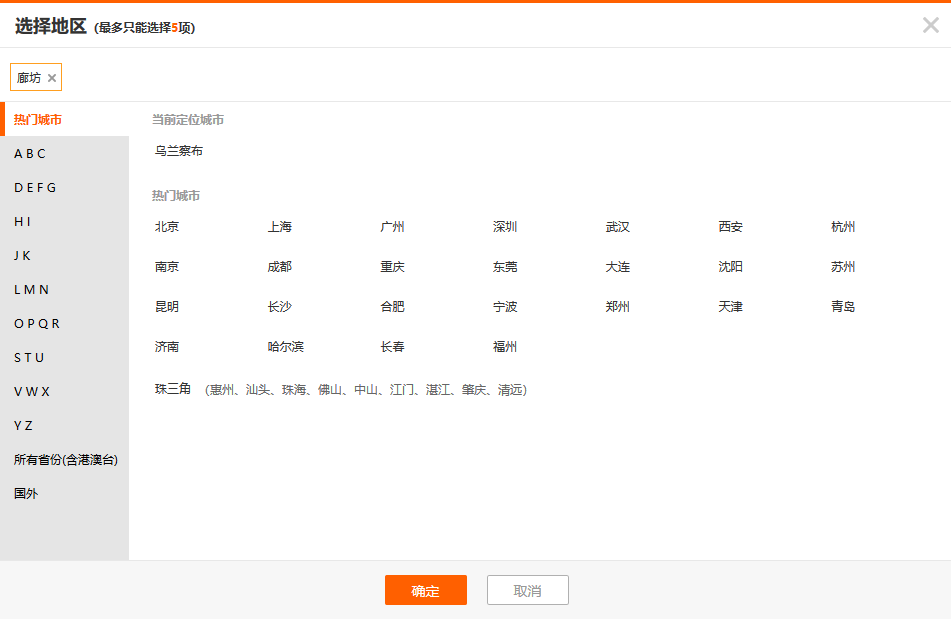 选择地区 (最多只能选择5项)
廊坊
热门城市
A B C
D E F G
H I
J K
L M N
O P Q R
S T U
V W X
Y Z
所有省份(含港澳台)
国外
当前定位城市
乌兰察布
热门城市
北京 上海 广州 深圳 武汉 西安 杭州
南京 成都 重庆 东莞 大连 沈阳 苏州
昆明 长沙 合肥 宁波 郑州 天津 青岛
济南 哈尔滨 长春 福州
珠三角 (惠州、汕头、珠海、佛山、中山、江门、湛江、肇庆、清远)
确定 取消